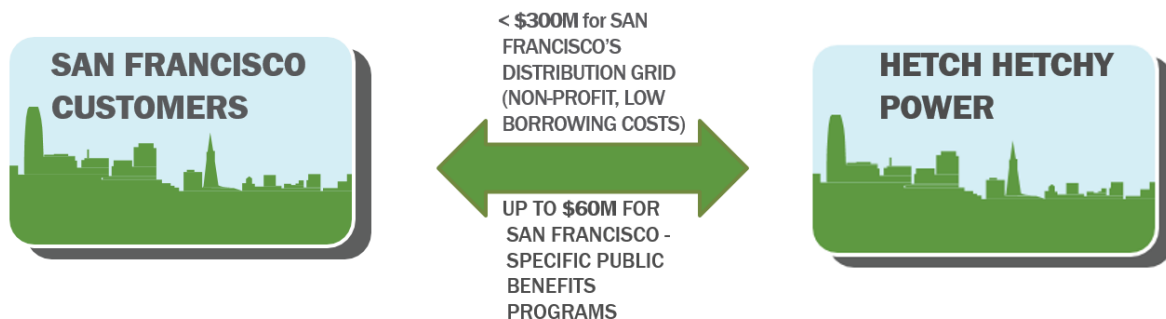 SAN FRANCISCO
CUSTOMERS
< $300M for SAN
FRANCISCO'S
DISTRIBUTION GRID
(NON-PROFIT, LOW
BORROWING COSTS)
UP TO $60M FOR
SAN FRANCISCO -
SPECIFIC PUBLIC
BENEFITS
PROGRAMS
HETCH HETCHY
POWER